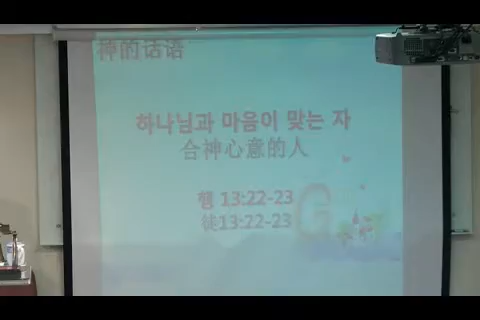 神的话语
하나님과 마음이 맞는 자
合神心意的人
행 13:22-23
徒13:22-23
G